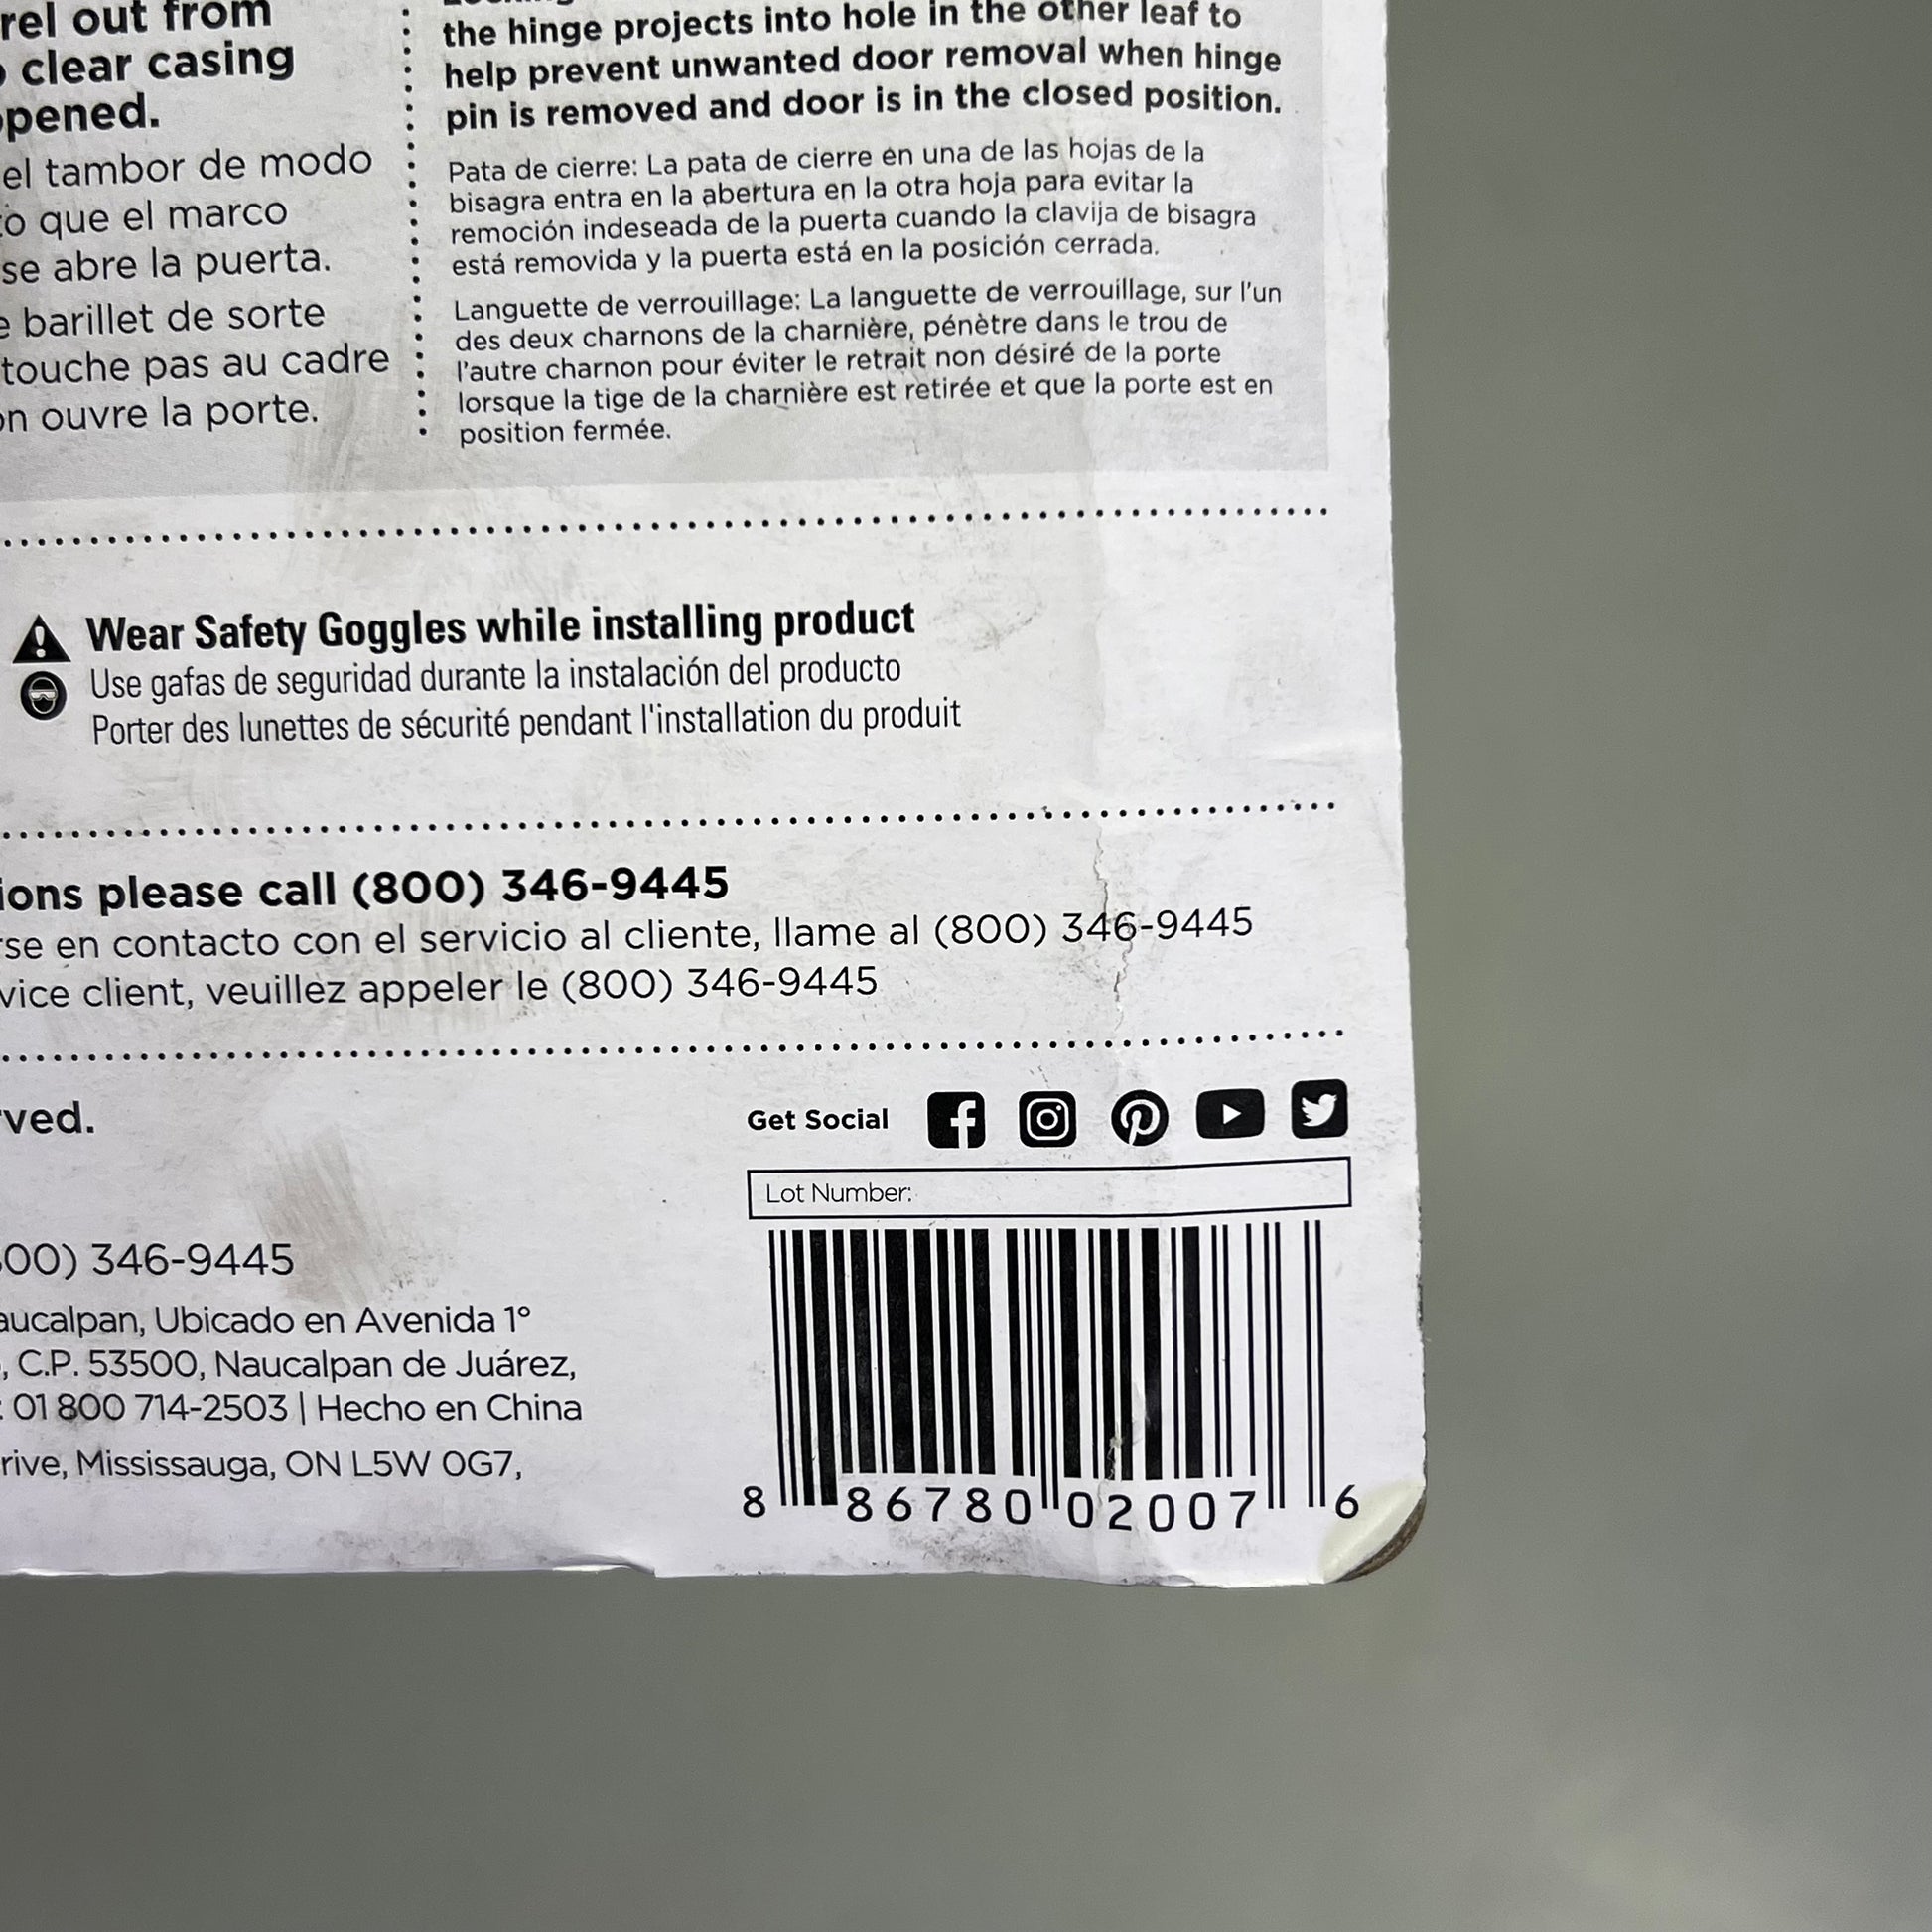 out from
clear casing
el tambor de modo
que el marco
se abre la puerta.
barillet de sorte
touche pas au cadre
ouvre la porte.
the hinge projects into hole in the other leaf to
help prevent unwanted door removal when hinge
pin is removed and door is in the closed position.
Pata de cierre: La pata de cierre en una de las hojas de la
bisagra entra en la abertura en la otra hoja para evitar la
remoción indeseada de la puerta cuando la clavija de bisagra
está removida y la puerta está en la posición cerrada.
Languette de verrouillage: La languette de verrouillage, sur l'un
des deux charnons de la charnière, pénètre dans le trou de
l'autre charnon pour éviter le retrait non désiré de la porte
lorsque la tige de la charnière est retirée et que la porte est en
position fermée.
Wear Safety Goggles while installing product
Use gafas de seguridad durante la instalación del producto
Porter des lunettes de sécurité pendant l'installation du produit
ions please call (800) 346-9445
rse en contacto con el servicio al cliente, llame al (800) 346-9445
vice client, veuillez appeler le (800) 346-9445
ved.
Get Social
Lot Number:
00) 346-9445
aucalpan, Ubicado en Avenida 1º
, C.P. 53500, Naucalpan de Juárez,
: 01 800 714-2503 | Hecho en China
rive, Mississauga, ON L5W 0G7,
8 86780 02007 6